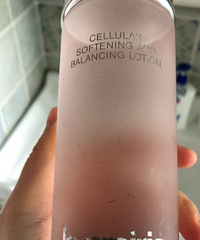 CELLULAR
SOFTENING AND
BALANCING LOTION